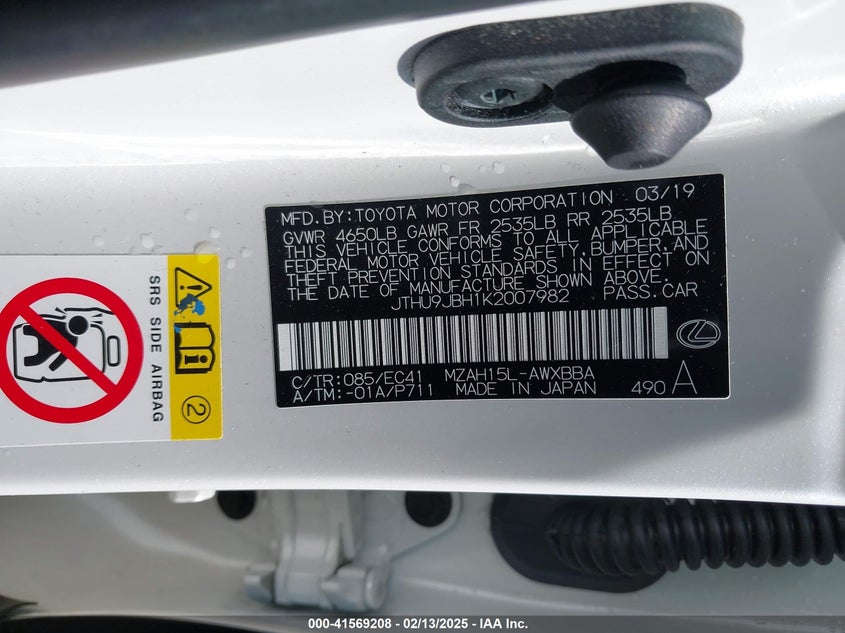 MFD.BY:TOYOTA MOTOR CORPORATION 03/19
GVWR 4650LB GAWR FR 2535LB RR 2535LB
THIS VEHICLE CONFORMS TO ALL APPLICABLE
FEDERAL MOTOR VEHICLE SAFETY, BUMPER, AND
THEFT PREVENTION STANDARDS IN EFFECT ON
THE DATE OF MANUFACTURE SHOWN ABOVE.
JTHU9JBH1K2007982 PASS.CAR
C/TR:085/EC41 MZAH15L-AWXBBA
A/TM:-01A/P711 MADE IN JAPAN 490 A
SRS SIDE AIRBAG
2
000-41569208 - 02/13/2025 - IAA Inc.